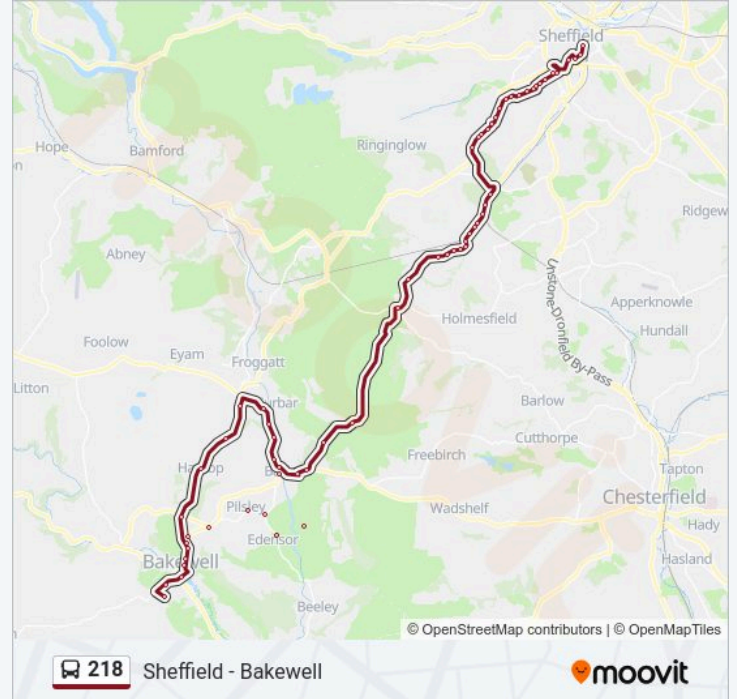 Sheffield
Hope
Bamford
Ringinglow
Ridgew
Abney
Unstone-Dronfield By-Pass
Apperknowle
Holmesfield
Hundall
Foolow
Eyam
Froggatt
Litton
Barlow
urbar
Cutthorpe
Freebirch
Tapton
Chesterfield
Wadshelf
Pilsley
Hady
Edensor
Hasland
Bakewell
Beeley
© OpenStreetMap contributors | © OpenMapTiles
218 Sheffield - Bakewell
moovit